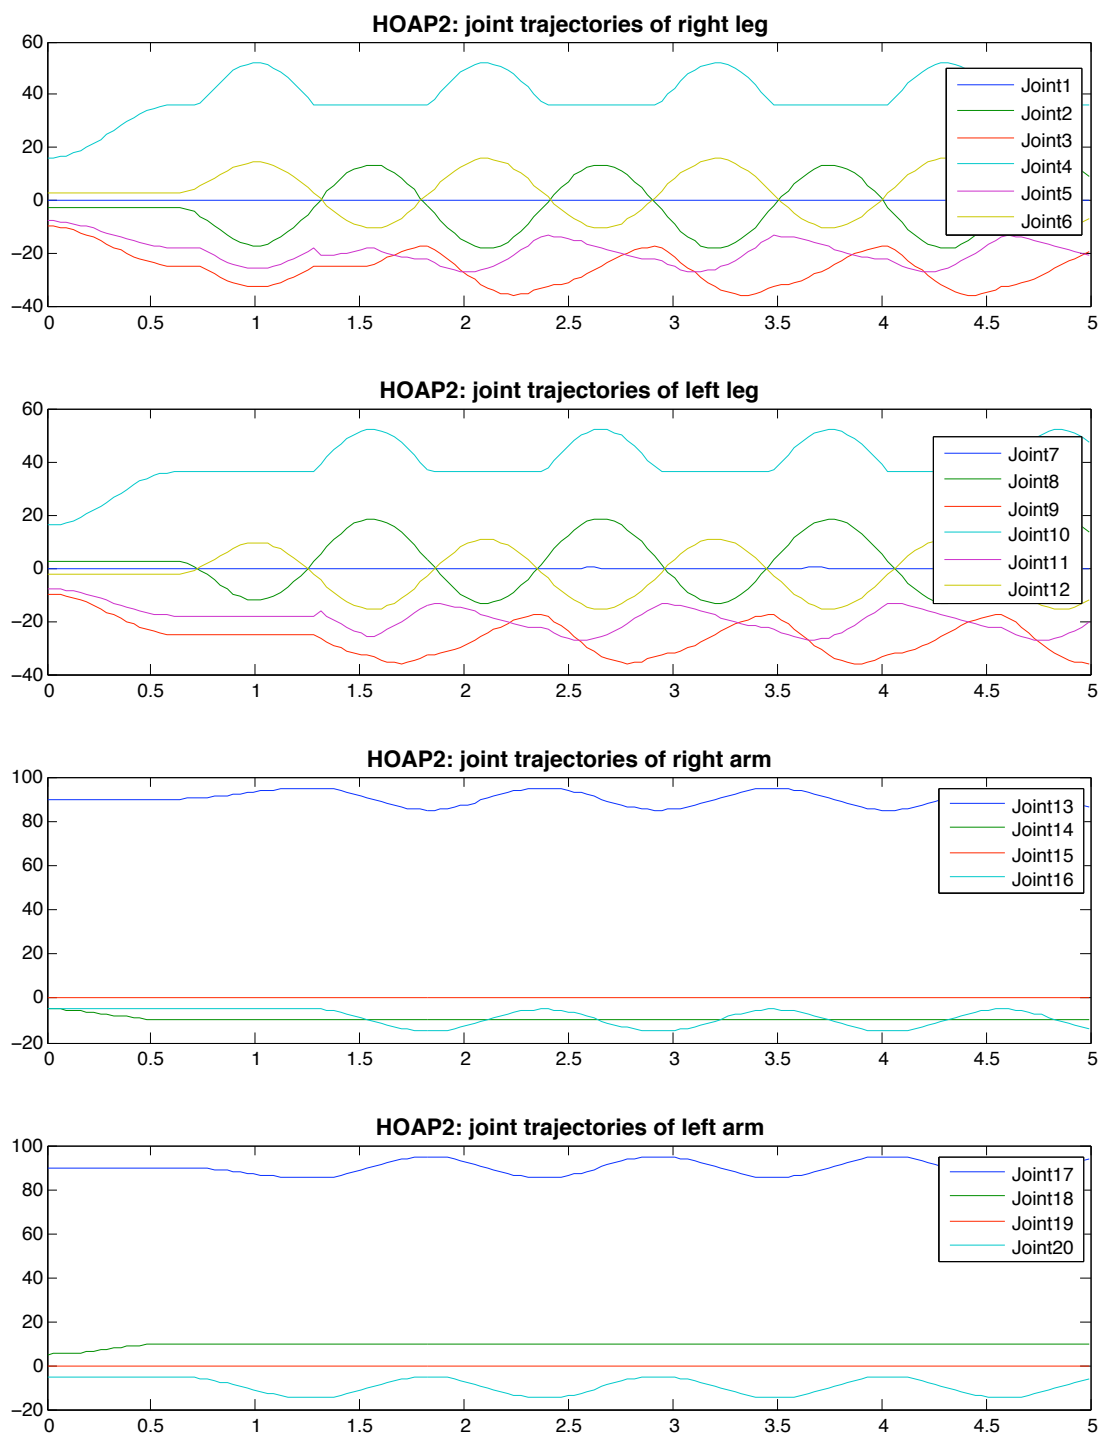 HOAP2: joint trajectories of right leg
60
40
20
0
−20
−40
0 0.5 1 1.5 2 2.5 3 3.5 4 4.5 5
Joint1
Joint2
Joint3
Joint4
Joint5
Joint6
HOAP2: joint trajectories of left leg
60
40
20
0
−20
−40
0 0.5 1 1.5 2 2.5 3 3.5 4 4.5 5
Joint7
Joint8
Joint9
Joint10
Joint11
Joint12
HOAP2: joint trajectories of right arm
100
80
60
40
20
0
−20
0 0.5 1 1.5 2 2.5 3 3.5 4 4.5 5
Joint13
Joint14
Joint15
Joint16
HOAP2: joint trajectories of left arm
100
80
60
40
20
0
−20
0 0.5 1 1.5 2 2.5 3 3.5 4 4.5 5
Joint17
Joint18
Joint19
Joint20